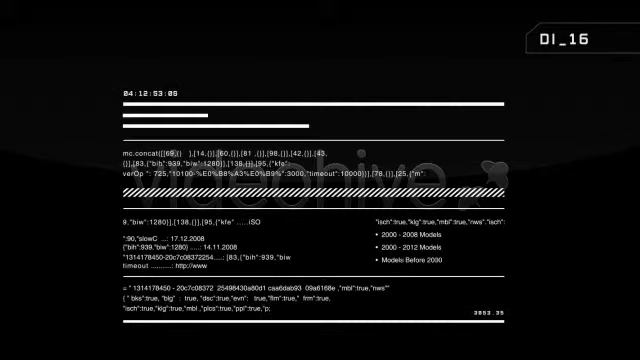 DI_16
04:12:53:05
mc.concat([[69,{}   ],[14,{}],[60,{}],[81 ,{}],[98,{}],[42,{}],[43,
{}],[83,{"bih":939,"biw":1280}],[138,{}],[95,{"kfe":
verOp ": 725,"10100-%E0%B8%A3%E0%B9%":3000,"timeout":10000}}],[78,{}],[25,{"m":
videohive
9,"biw":1280}],[138,{}],[95,{"kfe" ......ISO
"isch":true,"klg":true,"mbl":true,"nws"."isch":
":90,"slowC  ...: 17.12.2008
{"bih":939,"biw":1280} .....: 14.11.2008
"1314178450-20c7c08372254....: [83,{"bih":939,"biw
timeout ...........: http://www
• 2000 - 2008 Models
• 2000 - 2012 Models
• Models Before 2030
= " 1314178450 - 20c7c08372  25498430a80d1 caa6dab93  09a6168e ,"mbl":true,"nws""
{ " bks":true, "blg"  :  true, "dsc":true,"evn":   true,"flm":true,"  frm":true,
"isch":true,"klg":true,"mbl ,"plcs":true,"ppl":true,"p;
3053.35